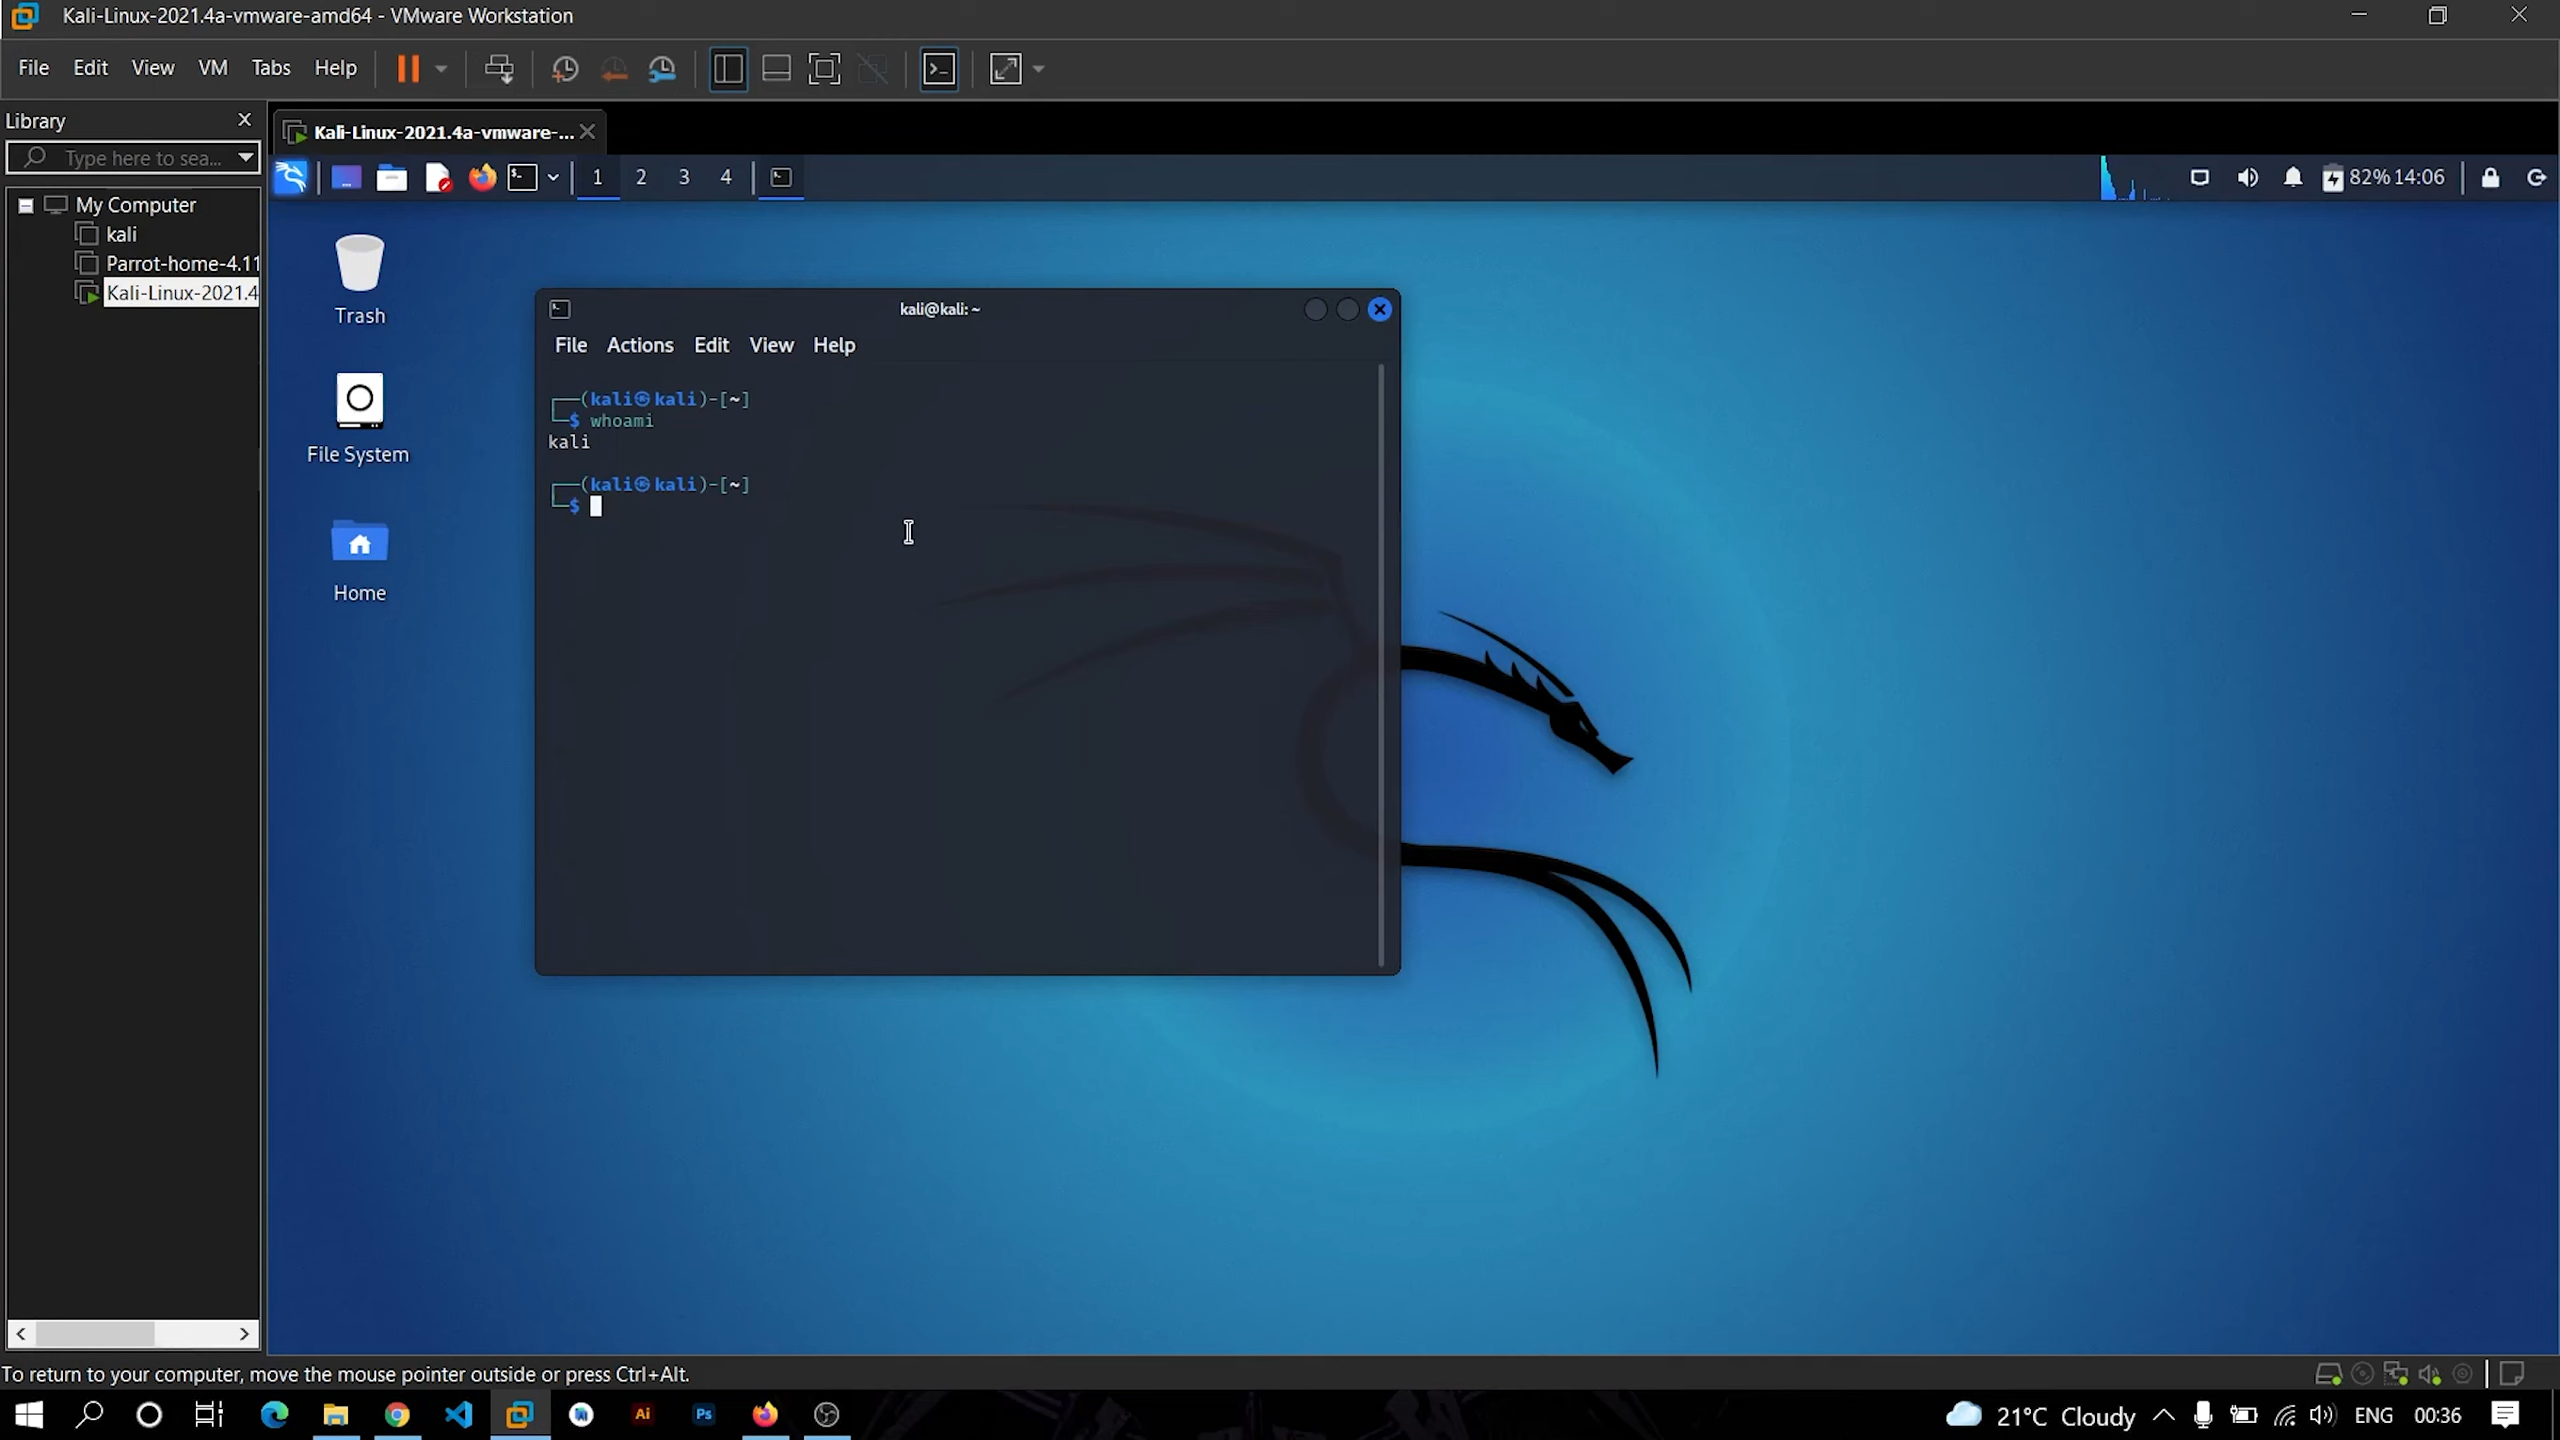 Kali-Linux-2021.4a-vmware-amd64 - VMware Workstation
File Edit View VM Tabs Help
Library
Kali-Linux-2021.4a-vmware-...
Type here to sea...
1 2 3 4
82% 14:06
My Computer
kali
Parrot-home-4.11
Kali-Linux-2021.4
Trash
File System
Home
kali@kali: ~
File Actions Edit View Help
┌──(kali㉿kali)-[~]
└─$ whoami
kali
┌──(kali㉿kali)-[~]
└─$
To return to your computer, move the mouse pointer outside or press Ctrl+Alt.
Ai
Ps
21°C Cloudy
ENG
00:36